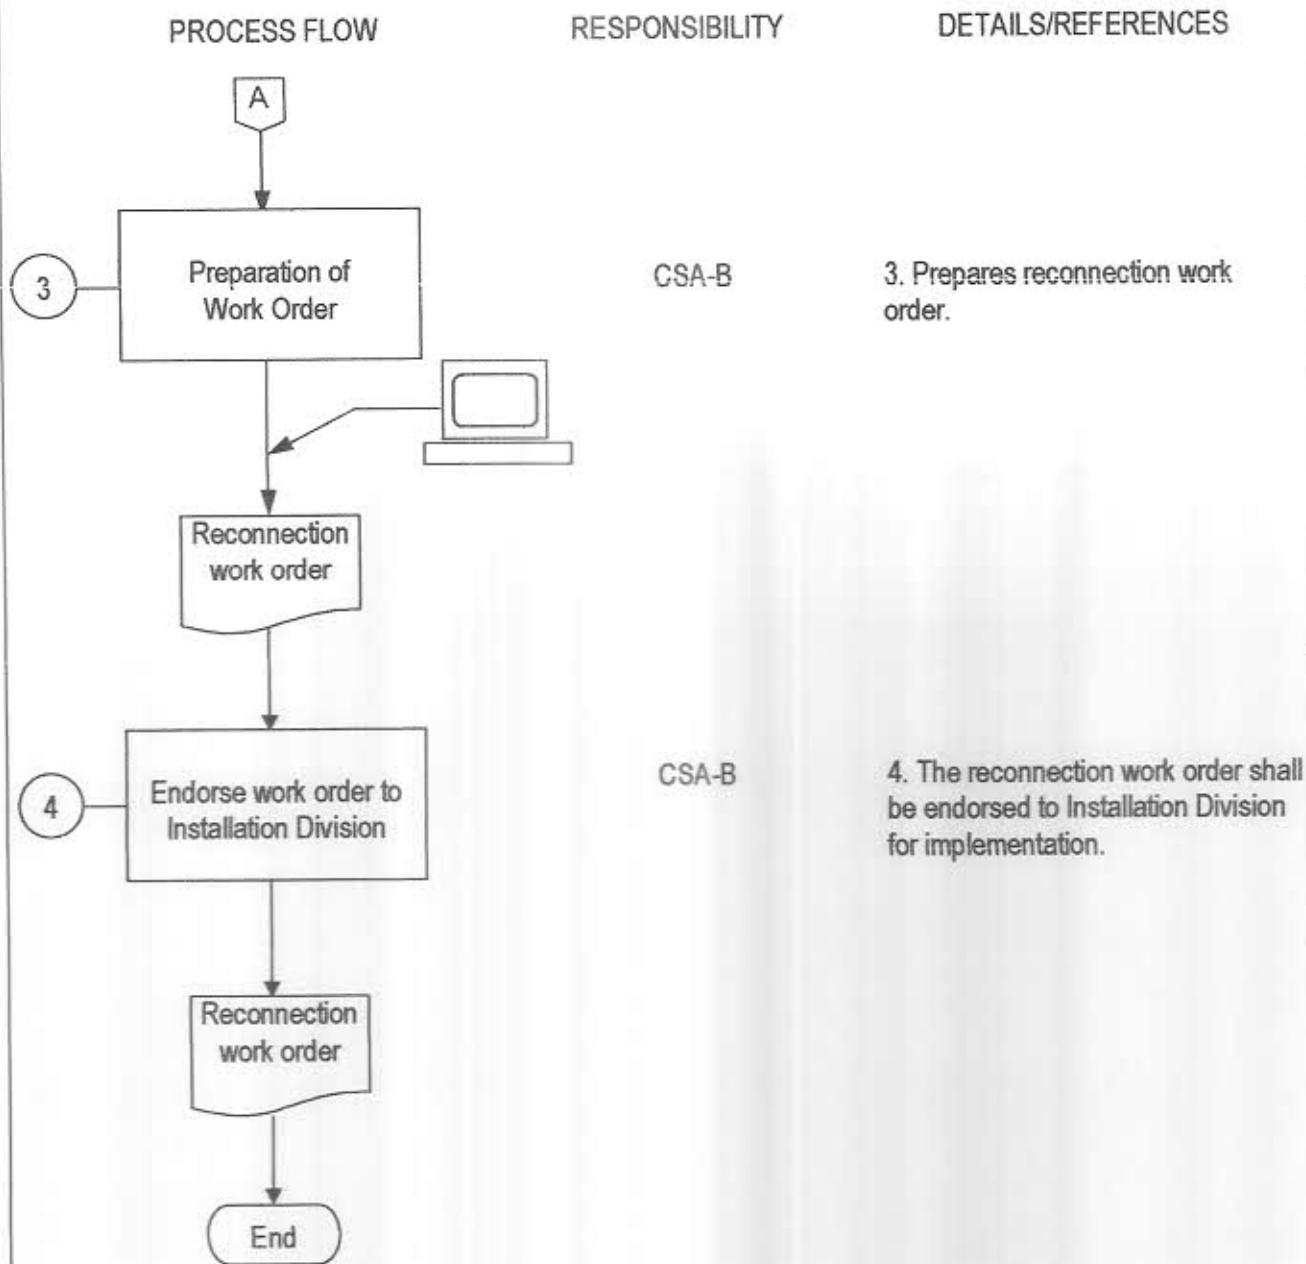 PROCESS FLOW
RESPONSIBILITY
DETAILS/REFERENCES
A
3
Preparation of
Work Order
CSA-B
3. Prepares reconnection work
order.
Reconnection
work order
4
Endorse work order to
Installation Division
CSA-B
4. The reconnection work order shall
be endorsed to Installation Division
for implementation.
Reconnection
work order
End